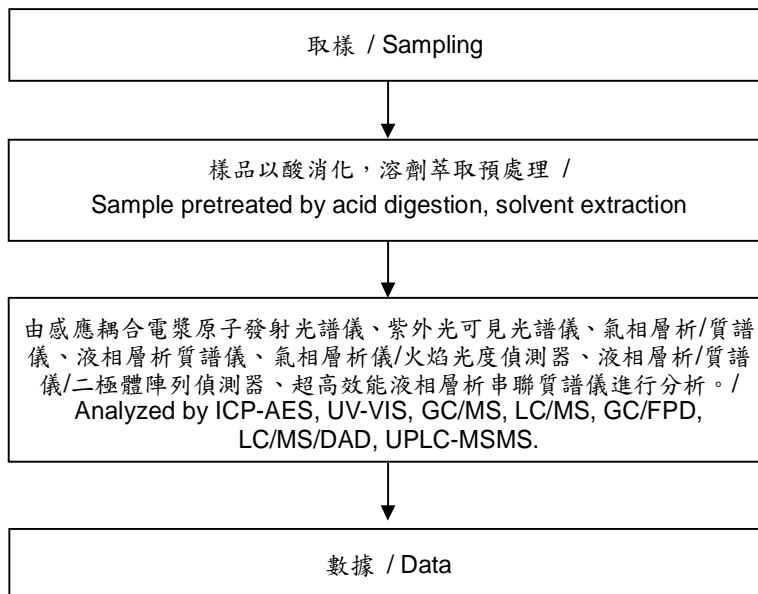 取樣 / Sampling
樣品以酸消化，溶劑萃取預處理 /
Sample pretreated by acid digestion, solvent extraction
由感應耦合電漿原子發射光譜儀、紫外光可見光譜儀、氣相層析/質譜
儀、液相層析質譜儀、氣相層析儀/火焰光度偵測器、液相層析/質譜
儀/二極體陣列偵測器、超高效能液相層析串聯質譜儀進行分析。/
Analyzed by ICP-AES, UV-VIS, GC/MS, LC/MS, GC/FPD,
LC/MS/DAD, UPLC-MSMS.
數據 / Data